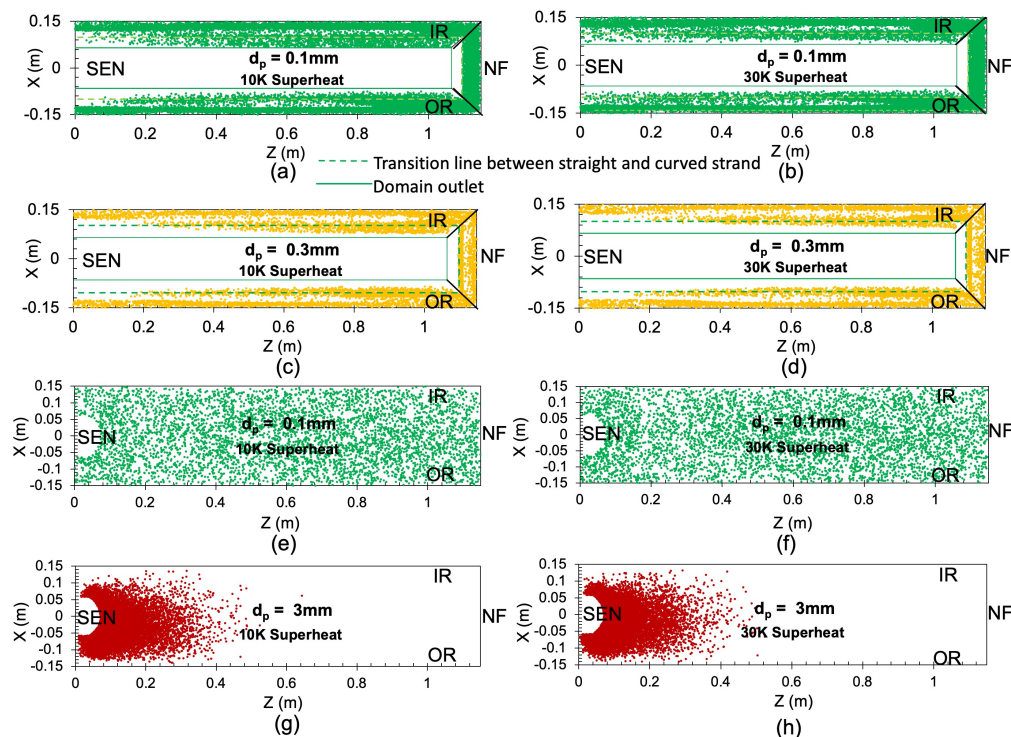 0.15
IR
d_p = 0.1mm
X (m)
0
SEN
10K Superheat
NF
-0.15
OR
0 0.2 0.4 0.6 0.8 1
Z (m)
(a)
0.15
IR
d_p = 0.1mm
X (m)
0
SEN
30K Superheat
NF
-0.15
OR
0 0.2 0.4 0.6 0.8 1
Z (m)
(b)
Transition line between straight and curved strand
Domain outlet
0.15
IR
d_p = 0.3mm
X (m)
0
SEN
10K Superheat
NF
-0.15
OR
0 0.2 0.4 0.6 0.8 1
Z (m)
(c)
0.15
IR
d_p = 0.3mm
X (m)
0
SEN
30K Superheat
NF
-0.15
OR
0 0.2 0.4 0.6 0.8 1
Z (m)
(d)
0.15
IR
0.1
0.05
d_p = 0.1mm
X (m)
0
SEN
NF
-0.05
10K Superheat
-0.1
OR
-0.15
0 0.2 0.4 0.6 0.8 1
Z (m)
(e)
0.15
IR
0.1
0.05
d_p = 0.1mm
X (m)
0
SEN
NF
-0.05
30K Superheat
-0.1
OR
-0.15
0 0.2 0.4 0.6 0.8 1
Z (m)
(f)
0.15
IR
0.1
0.05
d_p = 3mm
X (m)
0
SEN
NF
-0.05
10K Superheat
-0.1
OR
-0.15
0 0.2 0.4 0.6 0.8 1
Z (m)
(g)
0.15
IR
0.1
0.05
d_p = 3mm
X (m)
0
SEN
NF
-0.05
30K Superheat
-0.1
OR
-0.15
0 0.2 0.4 0.6 0.8 1
Z (m)
(h)